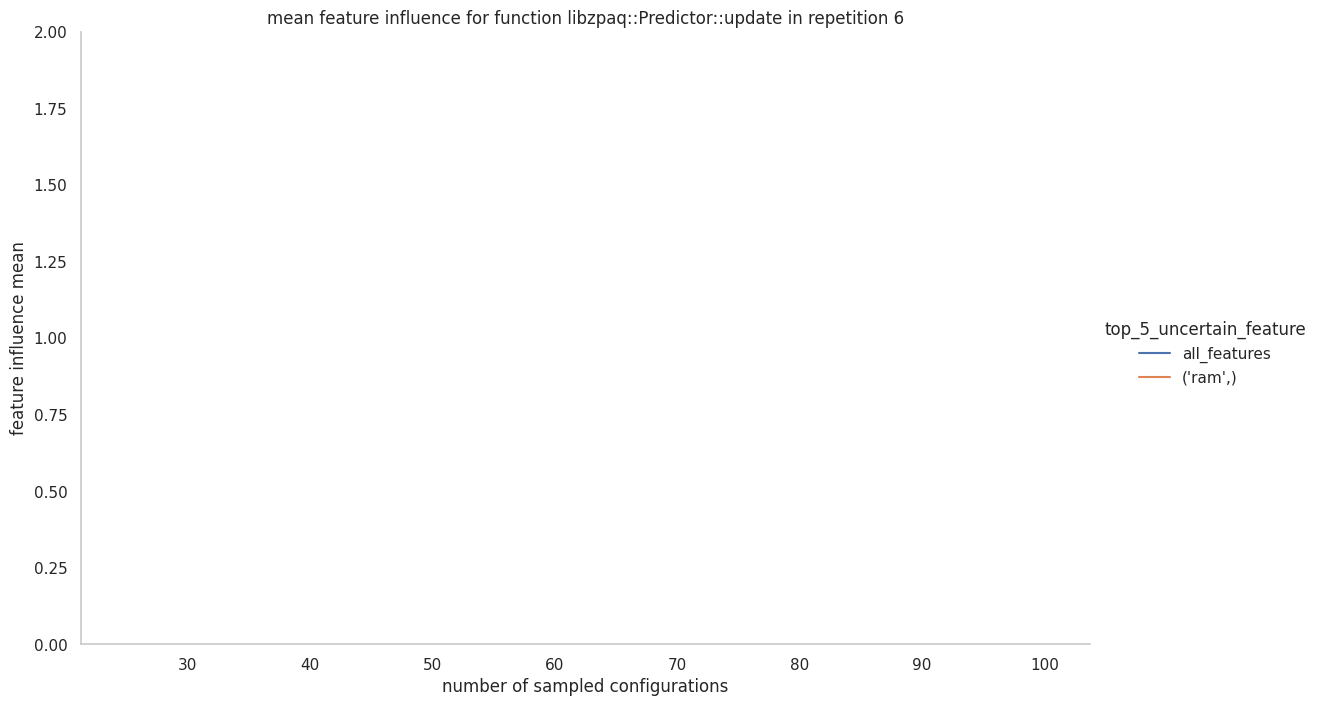 mean feature influence for function libzpaq::Predictor::update in repetition 6
2.00
1.75
1.50
1.25
1.00
0.75
0.50
0.25
0.00
feature influence mean
30 40 50 60 70 80 90 100
number of sampled configurations
top_5_uncertain_feature
all_features
('ram',)